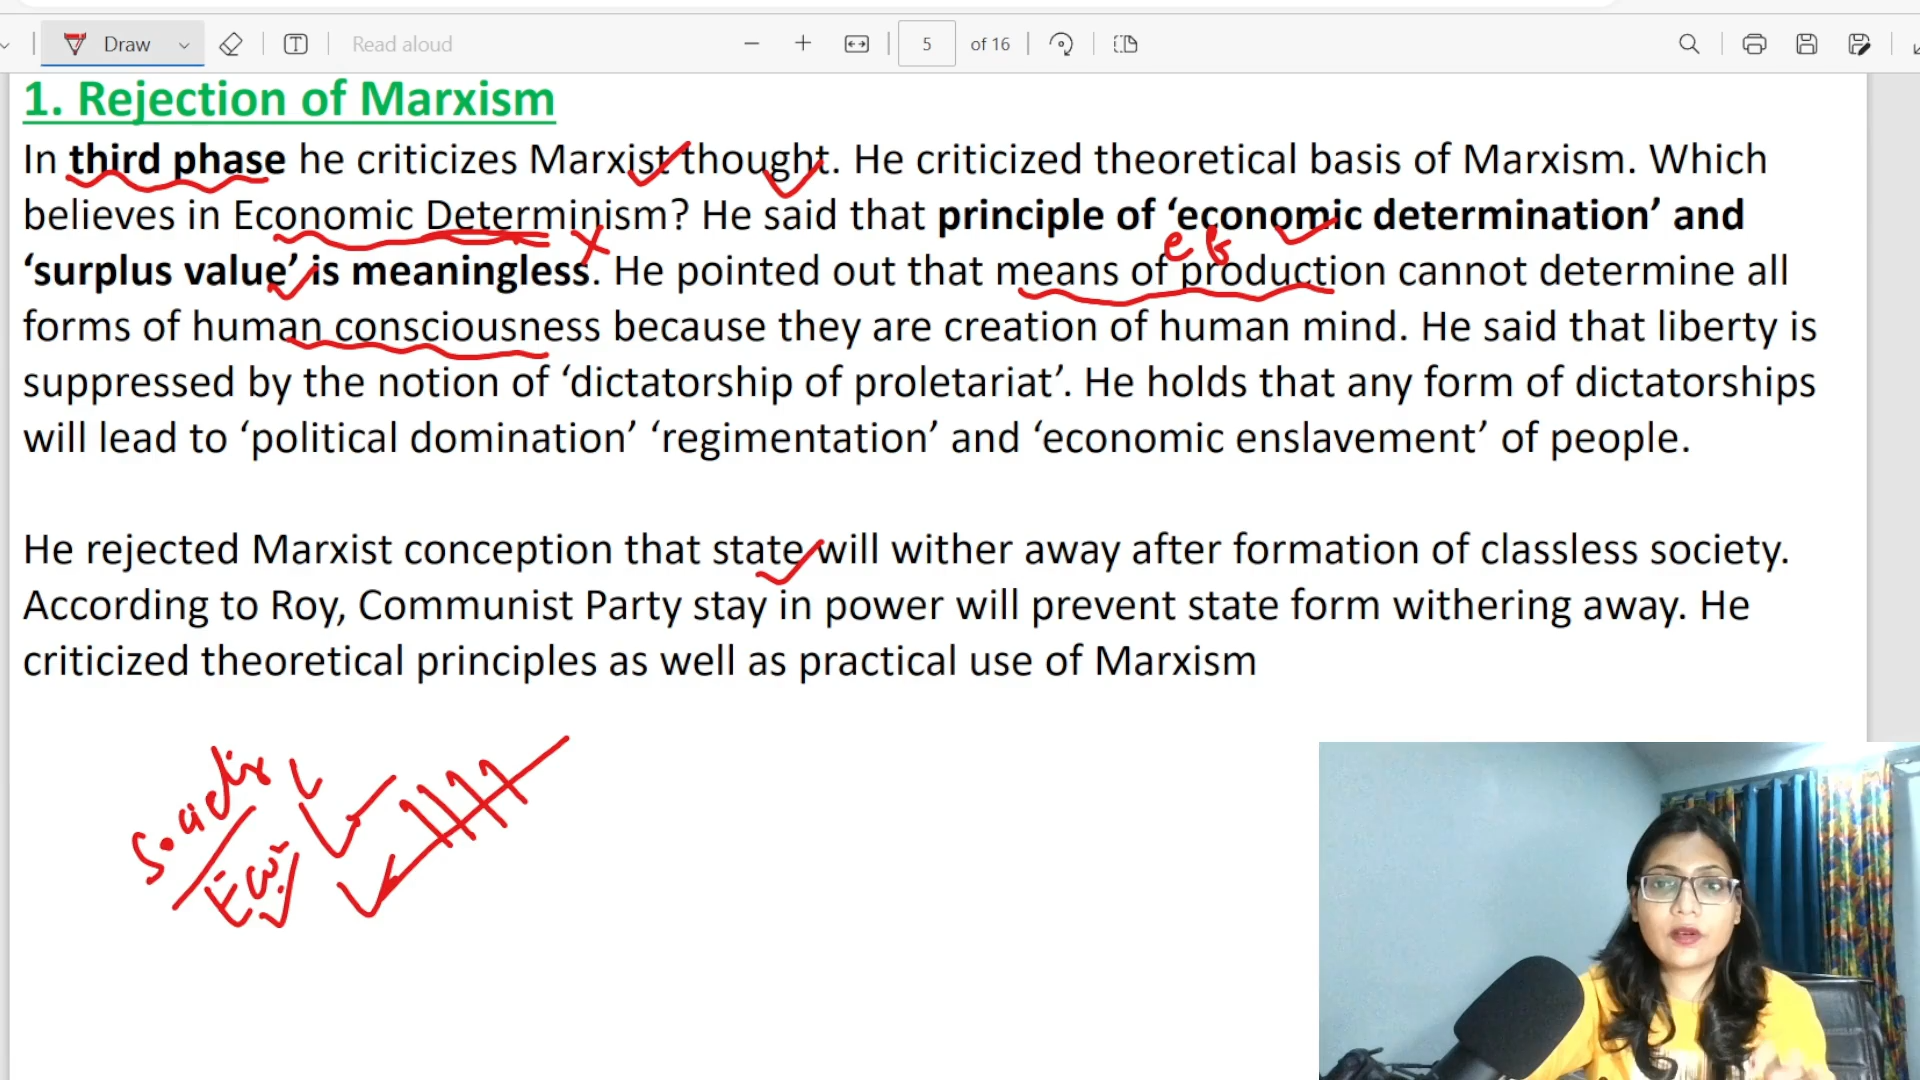 Draw
Read aloud
5 of 16
1. Rejection of Marxism
In third phase he criticizes Marxist thought. He criticized theoretical basis of Marxism. Which
believes in Economic Determinism? He said that principle of ‘economic determination’ and
‘surplus value’ is meaningless. He pointed out that means of production cannot determine all
forms of human consciousness because they are creation of human mind. He said that liberty is
suppressed by the notion of ‘dictatorship of proletariat’. He holds that any form of dictatorships
will lead to ‘political domination’ ‘regimentation’ and ‘economic enslavement’ of people.
He rejected Marxist conception that state will wither away after formation of classless society.
According to Roy, Communist Party stay in power will prevent state form withering away. He
criticized theoretical principles as well as practical use of Marxism